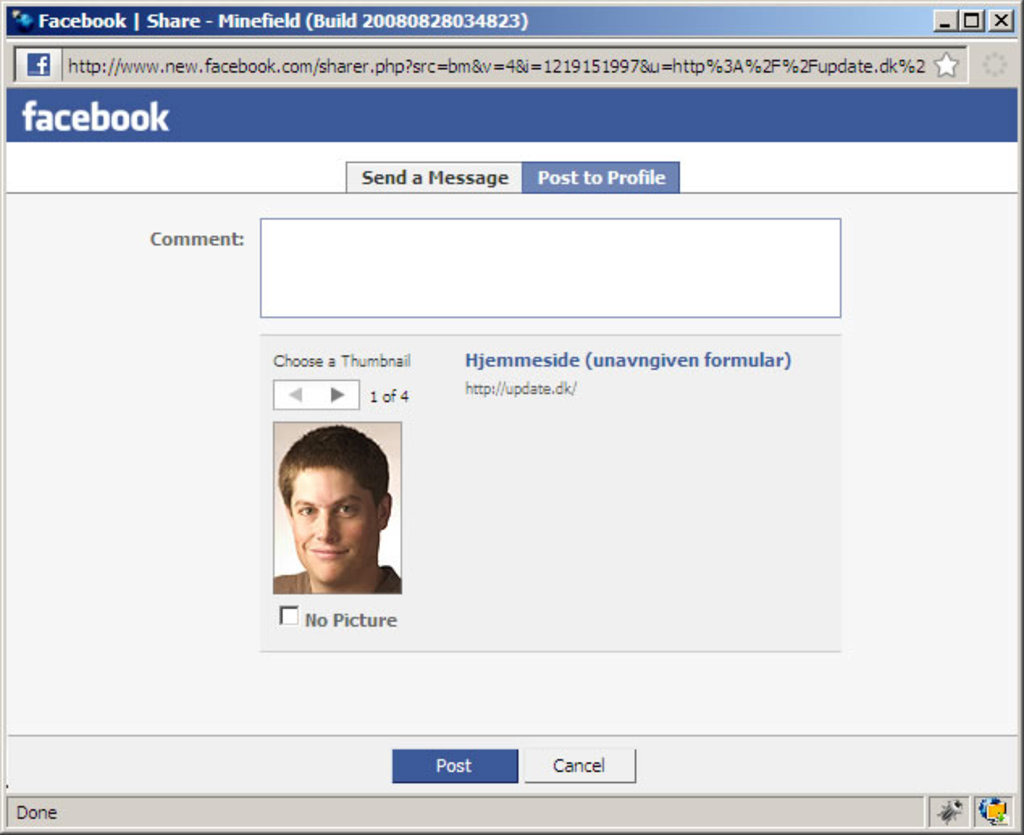 Facebook | Share - Minefield (Build 20080828034823)
http://www.new.facebook.com/sharer.php?src=bm&v=4&i=1219151997&u=http%3A%2F%2Fupdate.dk%2
facebook
Send a Message Post to Profile
Comment:
Choose a Thumbnail Hjemmeside (unavngiven formular)
http://update.dk/
1 of 4
No Picture
Post Cancel
Done